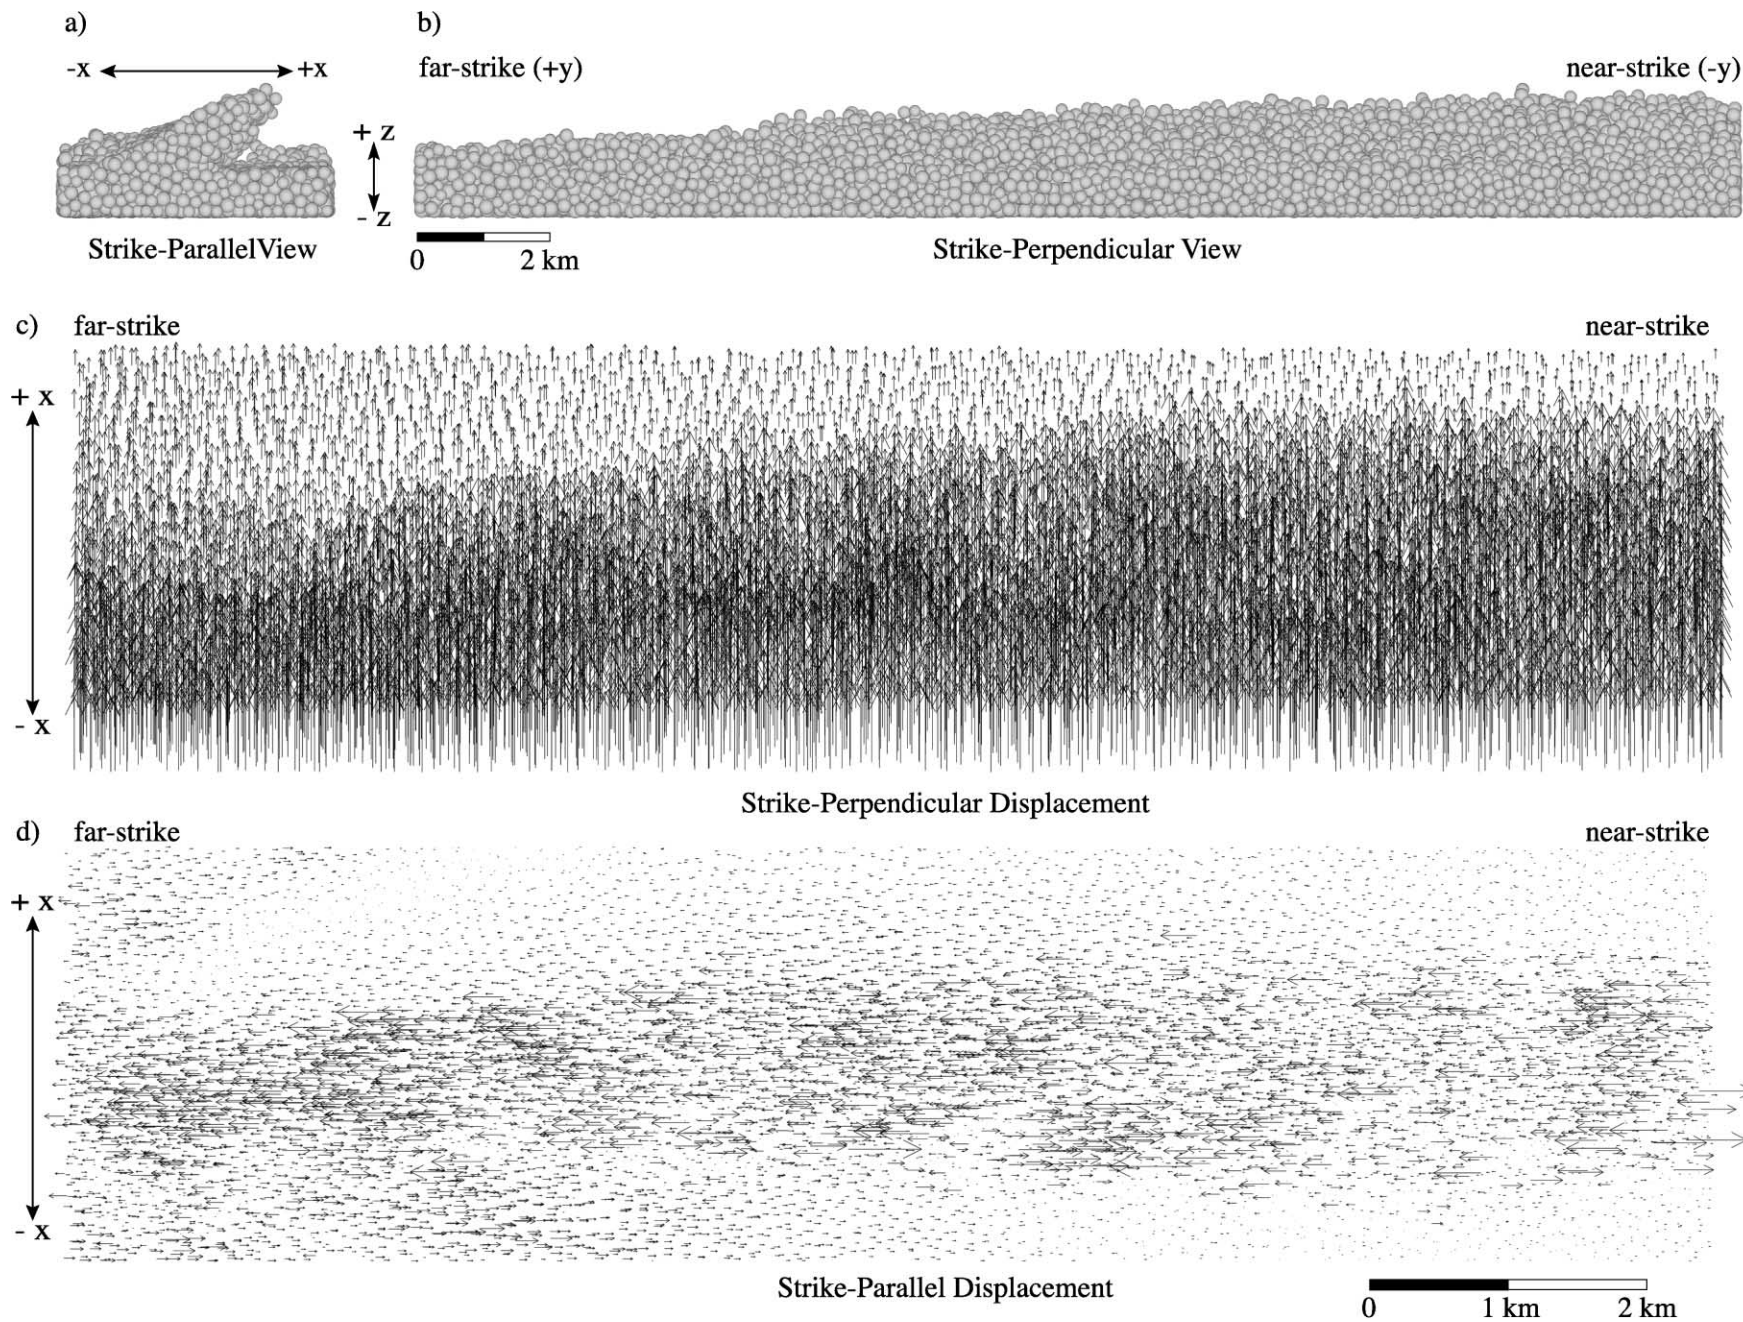 a)
b)
-x
+x
far-strike (+y)
near-strike (-y)
+ z
- z
Strike-ParallelView
0
2 km
Strike-Perpendicular View
c)
far-strike
near-strike
+ x
- x
Strike-Perpendicular Displacement
d)
far-strike
near-strike
+ x
- x
Strike-Parallel Displacement
0
1 km
2 km